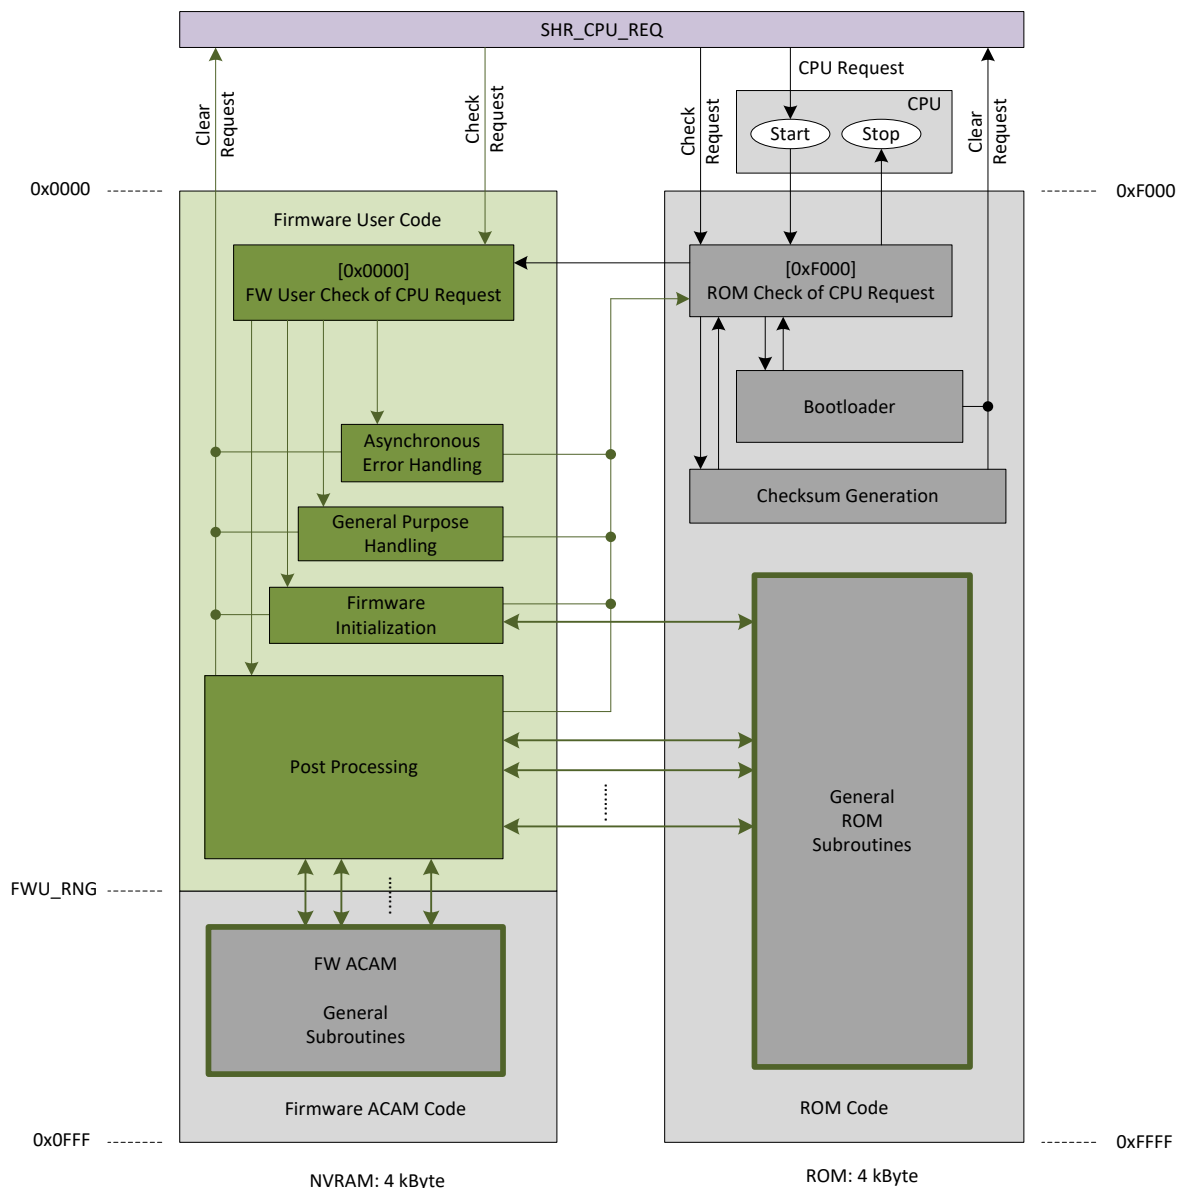 SHR_CPU_REQ
Clear
Request
Check
Request
Check
Request
CPU Request
CPU
Start
Stop
Clear
Request
0x0000
0xF000
Firmware User Code
[0x0000]
FW User Check of CPU Request
[0xF000]
ROM Check of CPU Request
Bootloader
Asynchronous
Error Handling
Checksum Generation
General Purpose
Handling
Firmware
Initialization
Post Processing
General
ROM
Subroutines
FWU_RNG
FW ACAM
General
Subroutines
Firmware ACAM Code
ROM Code
0x0FFF
0xFFFF
NVRAM: 4 kByte
ROM: 4 kByte